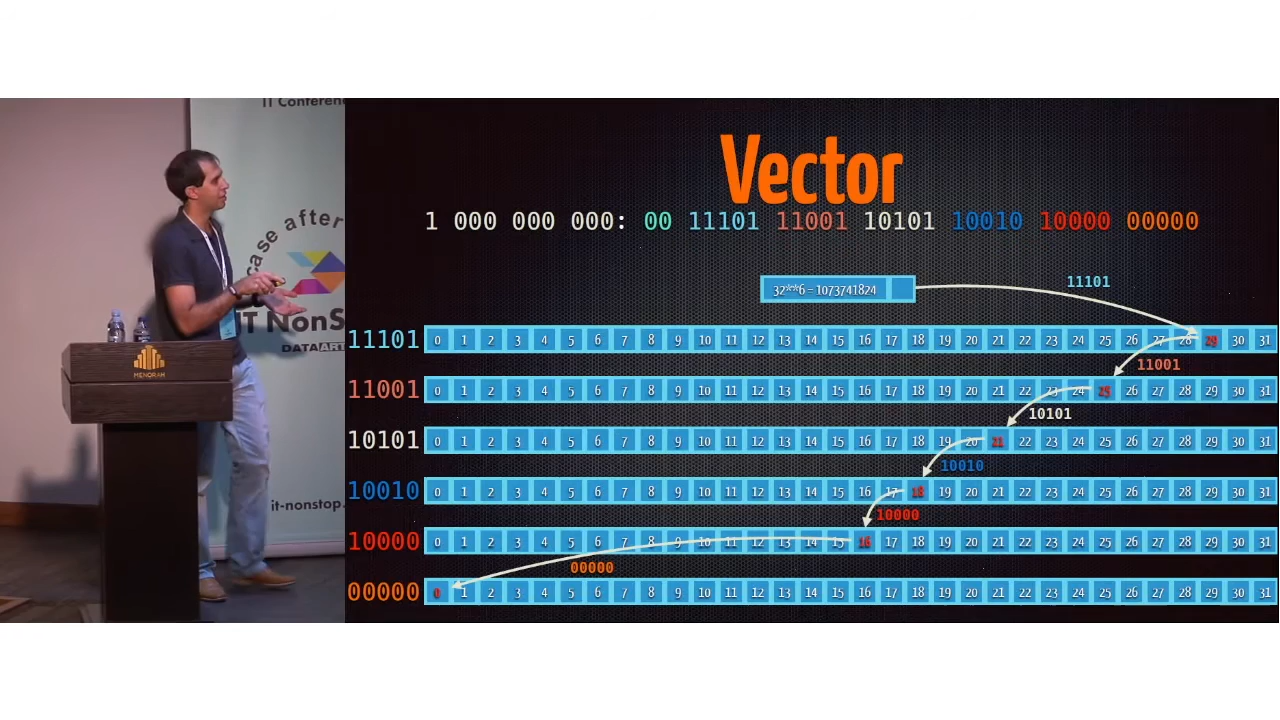 IT Conferen
case after
IT NonS
DATAART
MENORAH
it-nonstop.
Vector
1 000 000 000: 00 11101 11001 10101 10010 10000 00000
32**6 - 1073741824
11101
11101 0 1 2 3 4 5 6 7 8 9 10 11 12 13 14 15 16 17 18 19 20 21 22 23 24 25 26 27 28 29 30 31
11001
11001 0 1 2 3 4 5 6 7 8 9 10 11 12 13 14 15 16 17 18 19 20 21 22 23 24 25 26 27 28 29 30 31
10101
10101 0 1 2 3 4 5 6 7 8 9 10 11 12 13 14 15 16 17 18 19 20 21 22 23 24 25 26 27 28 29 30 31
10010
10010 0 1 2 3 4 5 6 7 8 9 10 11 12 13 14 15 16 17 18 19 20 21 22 23 24 25 26 27 28 29 30 31
10000
10000 0 1 2 3 4 5 6 7 8 9 10 11 12 13 14 15 16 17 18 19 20 21 22 23 24 25 26 27 28 29 30 31
00000
00000 0 1 2 3 4 5 6 7 8 9 10 11 12 13 14 15 16 17 18 19 20 21 22 23 24 25 26 27 28 29 30 31